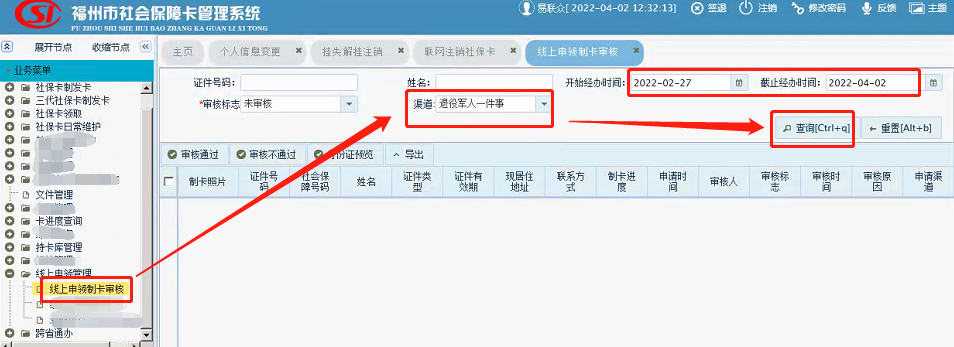 福州市社会保障卡管理系统
FU ZHOU SHI SHE HUI BAO ZHANG KA GUAN LI XI TONG
易联众[ 2022-04-02 12:32:13]
签退
注销
修改密码
反馈
主题
展开节点
收缩节点
主页
个人信息变更
挂失解挂注销
联网注销社保卡
线上申领制卡审核
业务菜单
社保卡制发卡
三代社保卡制发卡
社保卡领取
社保卡日常维护
文件管理
卡进度查询
持卡库管理
线上申领管理
线上申领制卡审核
跨省通办
证件号码:
姓名:
开始经办时间: 2022-02-27
截止经办时间: 2022-04-02
*审核标志 未审核
渠道: 退役军人一件事
查询[Ctrl+q]
重置[Alt+b]
审核通过
审核不通过
份证预览
导出
制卡照片
证件号码
社会保障号码
姓名
证件类型
证件有效期
现居住地址
联系方式
制卡进度
申请时间
审核人
审核标志
审核时间
审核原因
申请渠道